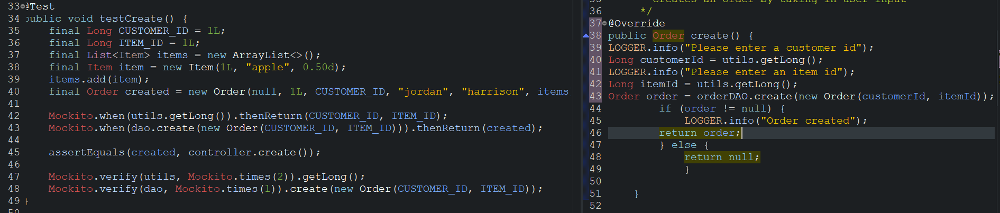 33 @Test
34 public void testCreate() {
35 final Long CUSTOMER_ID = 1L;
36 final Long ITEM_ID = 1L;
37 final List<Item> items = new ArrayList<>();
38 final Item item = new Item(1L, "apple", 0.50d);
39 items.add(item);
40 final Order created = new Order(null, 1L, CUSTOMER_ID, "jordan", "harrison", items
41
42 Mockito.when(utils.getLong()).thenReturn(CUSTOMER_ID, ITEM_ID);
43 Mockito.when(dao.create(new Order(CUSTOMER_ID, ITEM_ID))).thenReturn(created);
44
45 assertEquals(created, controller.create());
46
47 Mockito.verify(utils, Mockito.times(2)).getLong();
48 Mockito.verify(dao, Mockito.times(1)).create(new Order(CUSTOMER_ID, ITEM_ID));
49 }
50
35 Creates an order by taking in user input
36 */
37 @Override
38 public Order create() {
39 LOGGER.info("Please enter a customer id");
40 Long customerId = utils.getLong();
41 LOGGER.info("Please enter an item id");
42 Long itemId = utils.getLong();
43 Order order = orderDAO.create(new Order(customerId, itemId));
44 if (order != null) {
45 LOGGER.info("Order created");
46 return order;
47 } else {
48 return null;
49 }
50
51 }
52